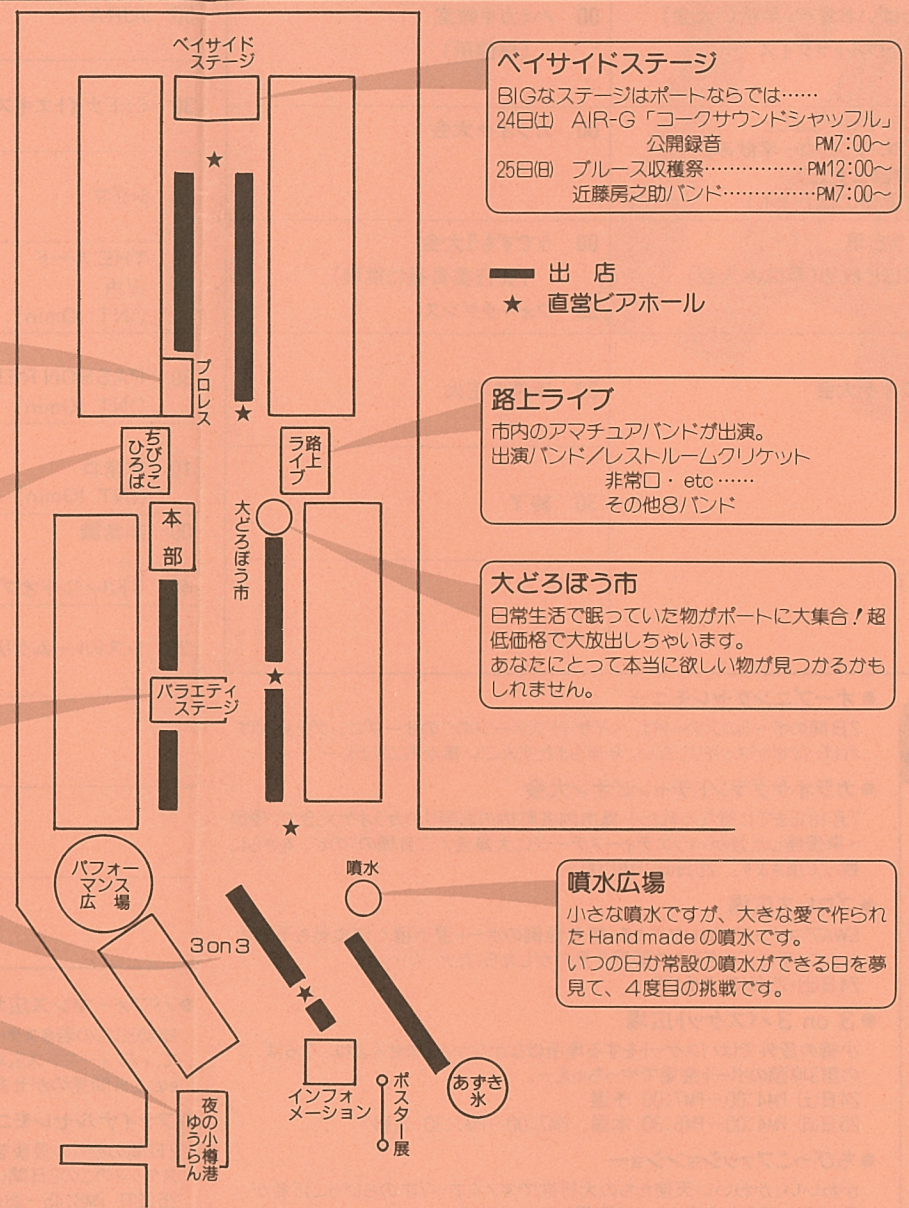 ベイサイド
ステージ
ベイサイドステージ
BIGなステージはポートならでは……
24日(土) AIR-G「コークサウンドシャッフル」
公開録音 PM7:00〜
25日(日) ブルース収穫祭……………PM12:00〜
近藤房之助バンド……………PM7:00〜
出店
★ 直営ビアホール
プロレス
ちびっこ
ひろば
路上
ライブ
路上ライブ
市内のアマチュアバンドが出演。
出演バンド/レストルームクリケット
非常口・etc……
その他8バンド
本部
大どろぼう市
大どろぼう市
日常生活で眠っていた物がポートに大集合!超
低価格で大放出しちゃいます。
あなたにとって本当に欲しい物が見つかるかも
しれません。
バラエティ
ステージ
パフォー
マンス
広場
噴水
噴水広場
小さな噴水ですが、大きな愛で作られ
たHand madeの噴水です。
いつの日か常設の噴水ができる日を夢
見て、4度目の挑戦です。
3on3
インフォ
メーション
ポスター展
あずき
氷
夜の小樽港
ゆうらん